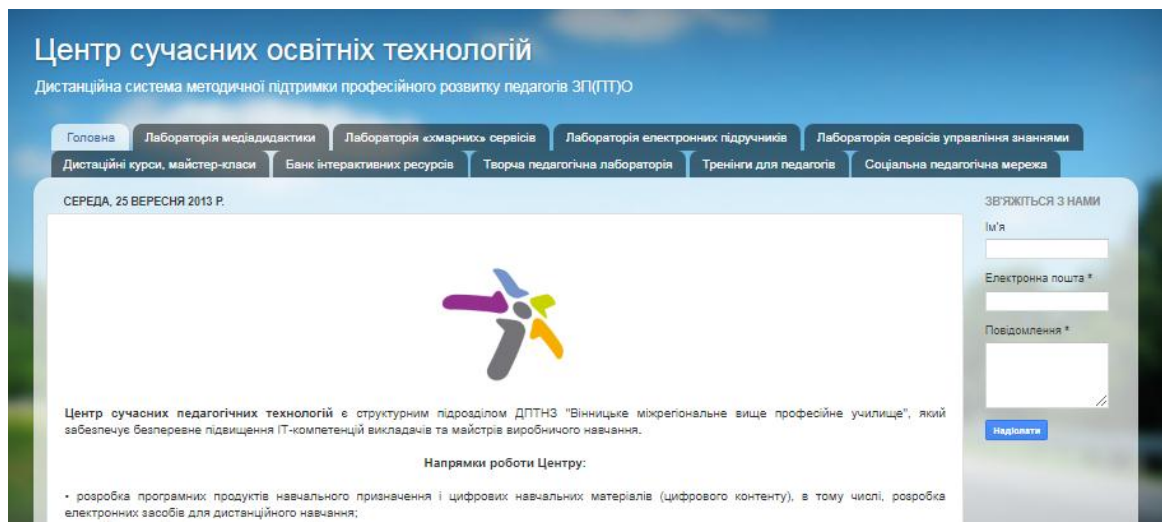 Центр сучасних освітніх технологій
Дистанційна система методичної підтримки професійного розвитку педагогів ЗП(ПТ)О
Головна
Лабораторія медіадидактики
Лабораторія «хмарних» сервісів
Лабораторія електронних підручників
Лабораторія сервісів управління знаннями
Дистаційні курси, майстер-класи
Банк інтерактивних ресурсів
Творча педагогічна лабораторія
Тренінги для педагогів
Соціальна педагогічна мережа
СЕРЕДА, 25 ВЕРЕСНЯ 2013 Р.
Центр сучасних педагогічних технологій є структурним підрозділом ДПТНЗ "Вінницьке міжрегіональне вище професійне училище", який
забезпечує безперевне підвищення ІТ-компетенцій викладачів та майстрів виробничого навчання.
Напрямки роботи Центру:
• розробка програмних продуктів навчального призначення і цифрових навчальних матеріалів (цифрового контенту), в тому числі, розробка
електронних засобів для дистанційного навчання;
ЗВ'ЯЖІТЬСЯ З НАМИ
Ім'я
Електронна пошта *
Повідомлення *
Надіслати